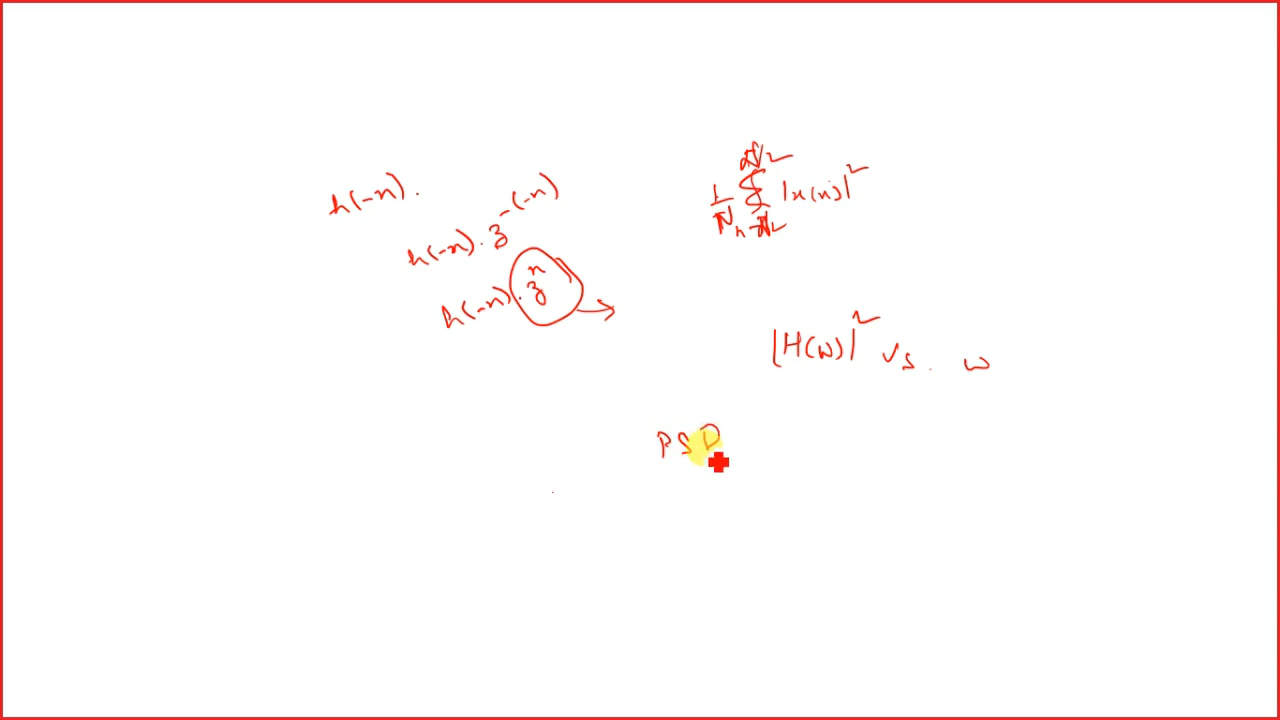 h(-n).
h(-n). z^-(-n)
h(-n). z^n →
1/N Σ |x(n)|^2
|H(ω)|^2 vs. ω
PSD